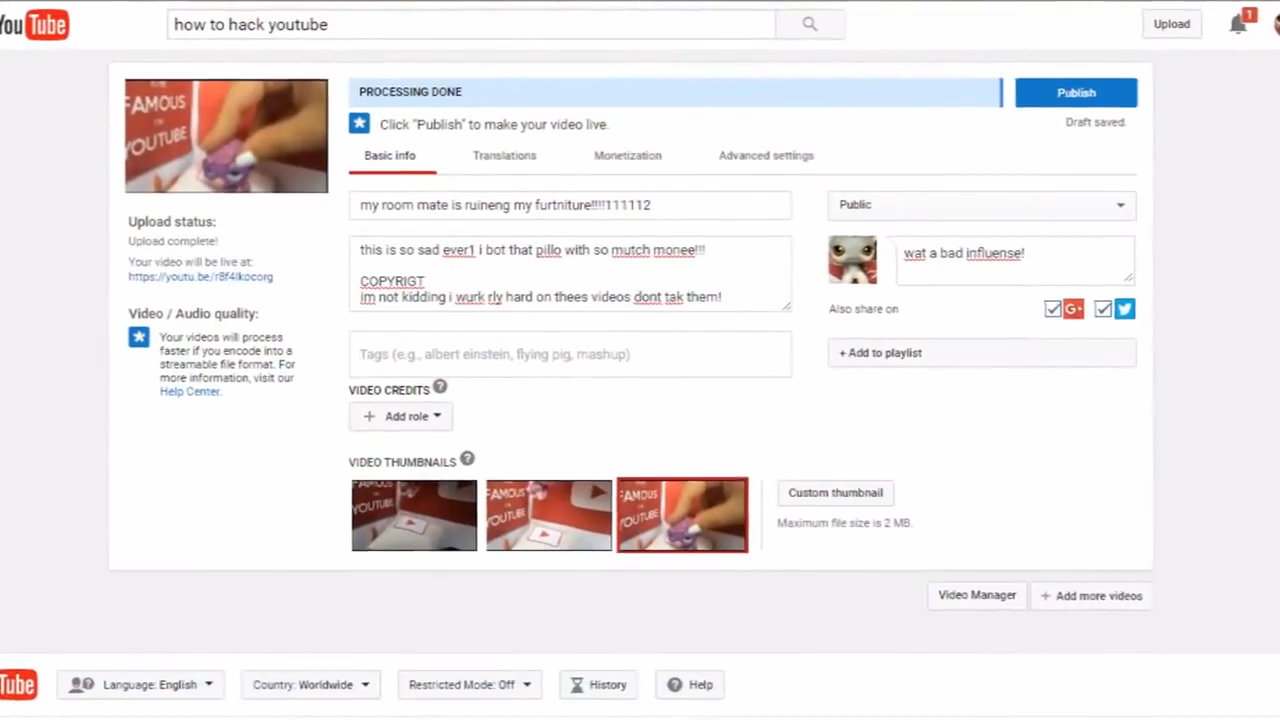 YouTube
how to hack youtube
Upload
1
PROCESSING DONE
Publish
Click "Publish" to make your video live.
Draft saved.
Basic info
Translations
Monetization
Advanced settings
FAMOUS
ON
YOUTUBE
my room mate is ruineng my furtniture!!!!111112
Public
this is so sad ever1 i bot that pillo with so mutch monee!!!
COPYRIGT
im not kidding i wurk rly hard on thees videos dont tak them!
wat a bad influense!
Upload status:
Upload complete!
Your video will be live at:
https://youtu.be/r8f4lkocorg
Also share on
G+
Video / Audio quality:
Your videos will process
faster if you encode into a
streamable file format. For
more information, visit our
Help Center.
Tags (e.g., albert einstein, flying pig, mashup)
+ Add to playlist
VIDEO CREDITS ?
+ Add role
VIDEO THUMBNAILS ?
FAMOUS
YOUTUBE
FAMOUS
YOUTUBE
FAMOUS
YOUTUBE
Custom thumbnail
Maximum file size is 2 MB.
Video Manager
+ Add more videos
Tube
Language: English
Country: Worldwide
Restricted Mode: Off
History
? Help